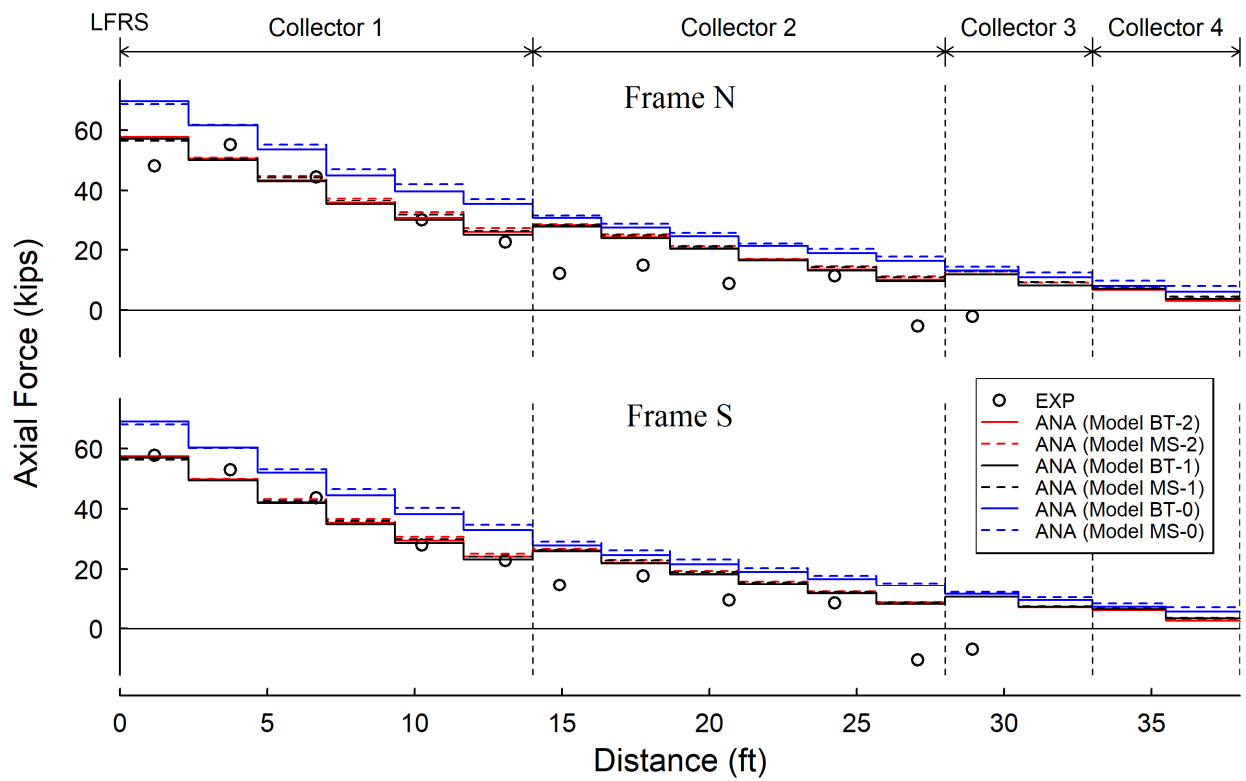 LFRS
Collector 1
Collector 2
Collector 3
Collector 4
Frame N
60
40
20
0
Frame S
60
40
20
0
Axial Force (kips)
EXP
ANA (Model BT-2)
ANA (Model MS-2)
ANA (Model BT-1)
ANA (Model MS-1)
ANA (Model BT-0)
ANA (Model MS-0)
0 5 10 15 20 25 30 35
Distance (ft)